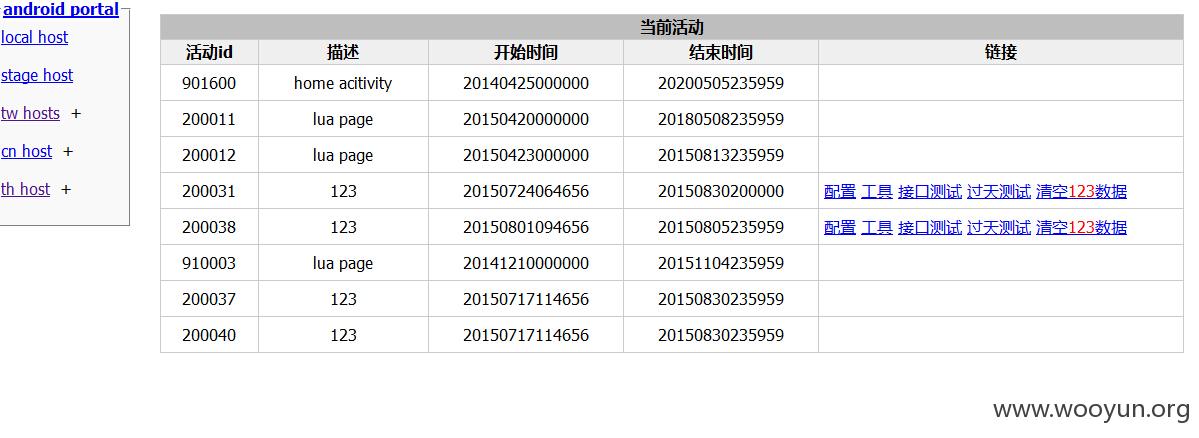 android portal
local host
stage host
tw hosts +
cn host +
th host +
当前活动
活动id 描述 开始时间 结束时间 链接
901600 home acitivity 20140425000000 20200505235959
200011 lua page 20150420000000 20180508235959
200012 lua page 20150423000000 20150813235959
200031 123 20150724064656 20150830200000 配置 工具 接口测试 过天测试 清空123数据
200038 123 20150801094656 20150805235959 配置 工具 接口测试 过天测试 清空123数据
910003 lua page 20141210000000 20151104235959
200037 123 20150717114656 20150830235959
200040 123 20150717114656 20150830235959
www.wooyun.org